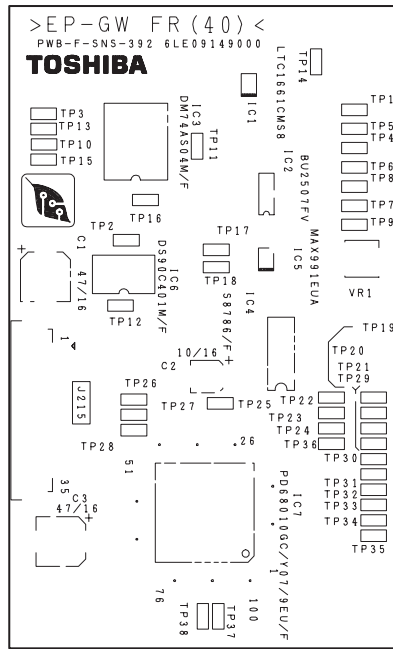 >EP-GW FR(40)<
PWB-F-SNS-392 6LE09149000
TOSHIBA
TP14
LTC1661CMS8
IC1
TP3
TP13
TP10
TP15
IC3
DM74AS04M/F
TP11
TP1
TP5
TP4
TP6
TP8
TP7
TP9
IC2
BU2507FV
TP16
TP2
TP17
TP18
MAX991EUA
IC5
VR1
C1
47/16
IC6
DS90C401M/F
TP12
S8786/F
IC4
10/16
C2
TP19
TP20
TP21
TP29
1
J215
TP26
TP27
TP25
TP28
TP22
TP23
TP24
TP36
TP30
TP31
TP32
TP33
TP34
TP35
35
C3
47/16
51
26
IC7
PD68010GC/Y07/9EU/F
1
76
100
TP38
TP37